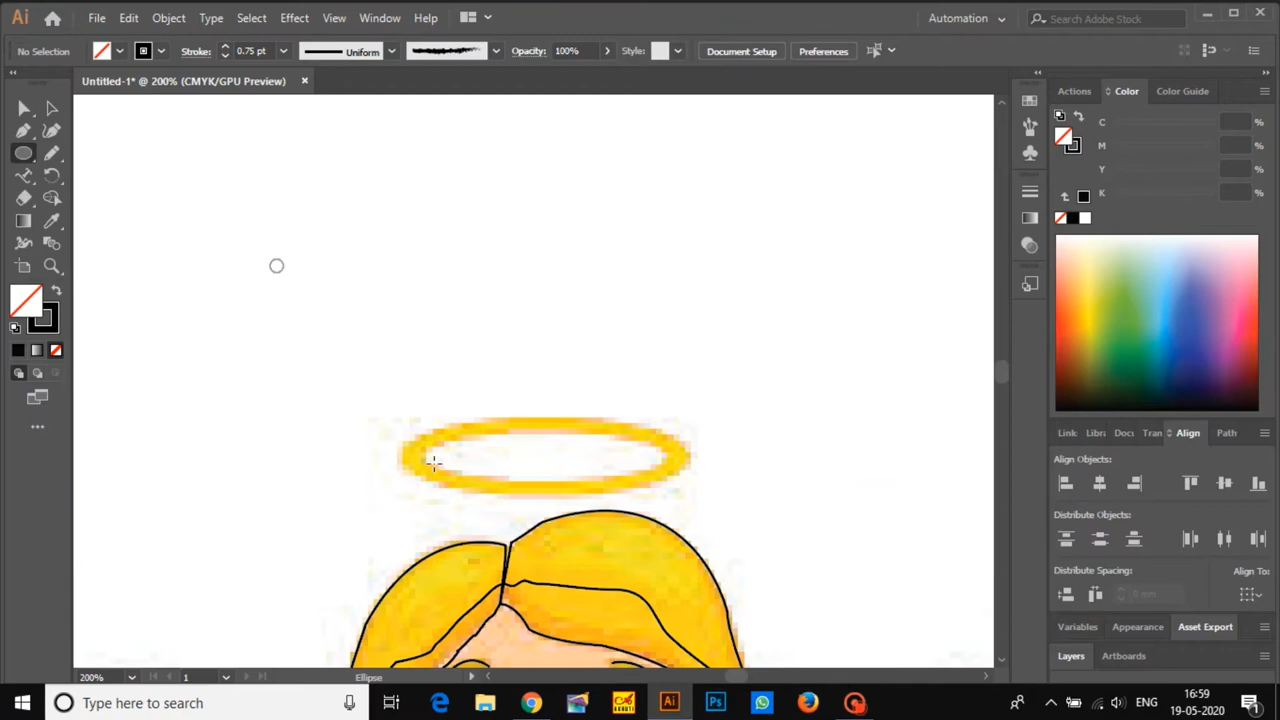 Ai File Edit Object Type Select Effect View Window Help Automation Search Adobe Stock
No Selection Stroke: 0.75 pt Uniform Opacity: 100% Style: Document Setup Preferences
Untitled-1* @ 200% (CMYK/GPU Preview)
Actions Color Color Guide
C %
M %
Y %
K %
Link Libra Docu Tran Align Path
Align Objects:
Distribute Objects:
Distribute Spacing: Align To:
0 mm
Variables Appearance Asset Export
Layers Artboards
200% 1 Ellipse
Type here to search
ENG 16:59
19-05-2020